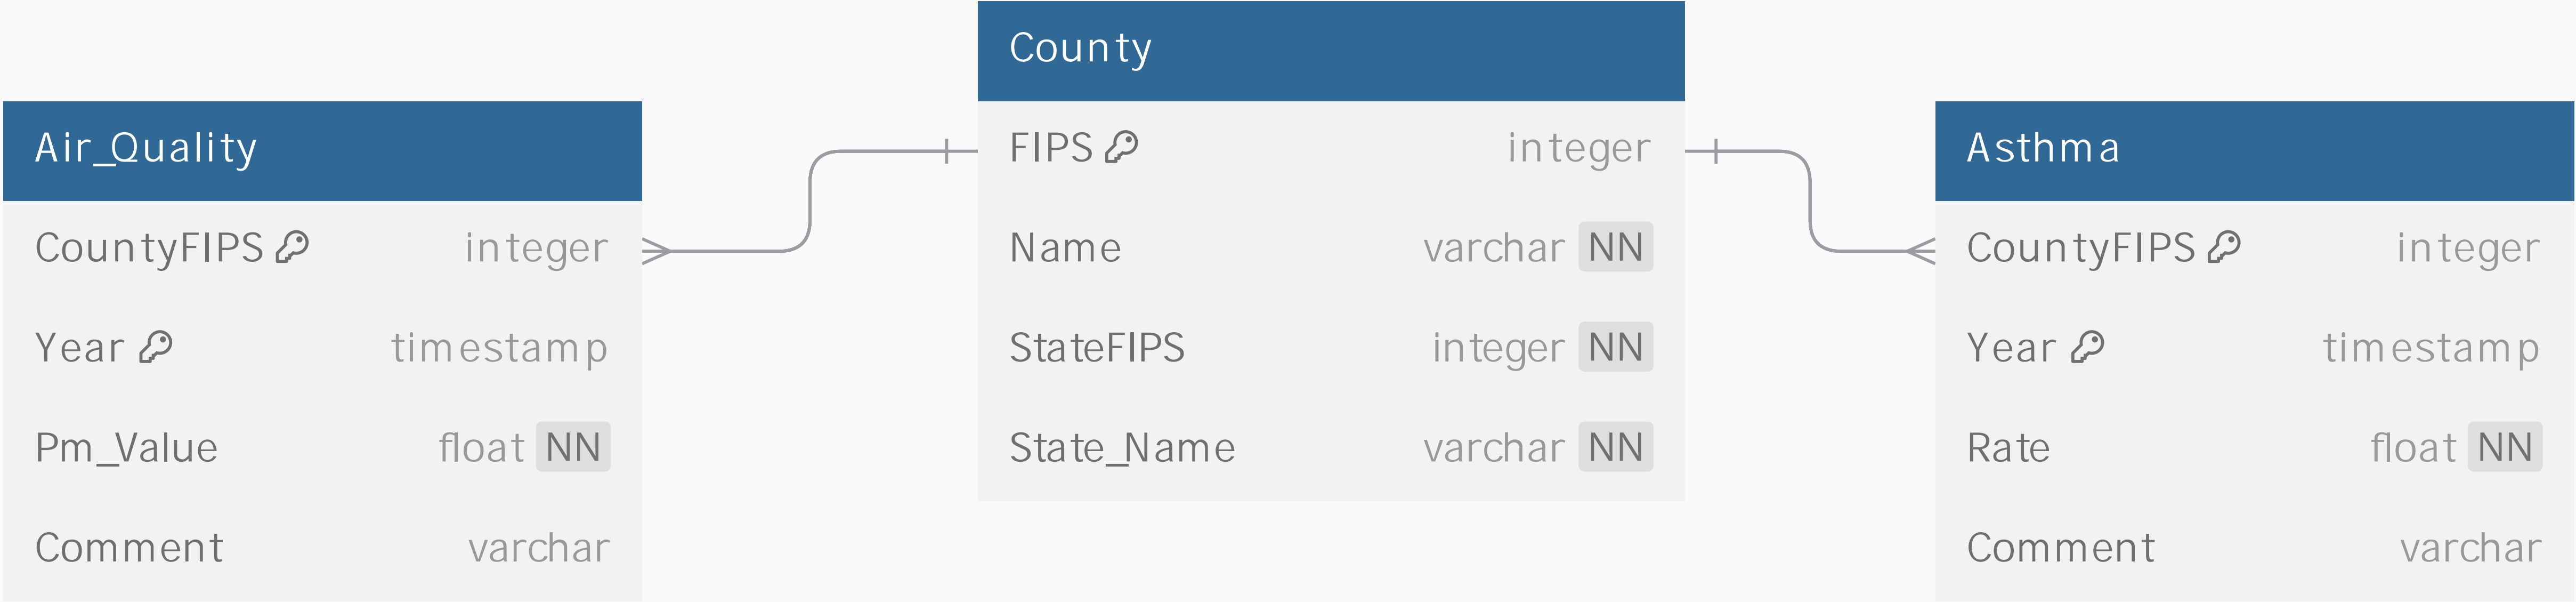 Air_Quality
CountyFIPS integer
Year timestamp
Pm_Value float NN
Comment varchar
County
FIPS integer
Name varchar NN
StateFIPS integer NN
State_Name varchar NN
Asthma
CountyFIPS integer
Year timestamp
Rate float NN
Comment varchar